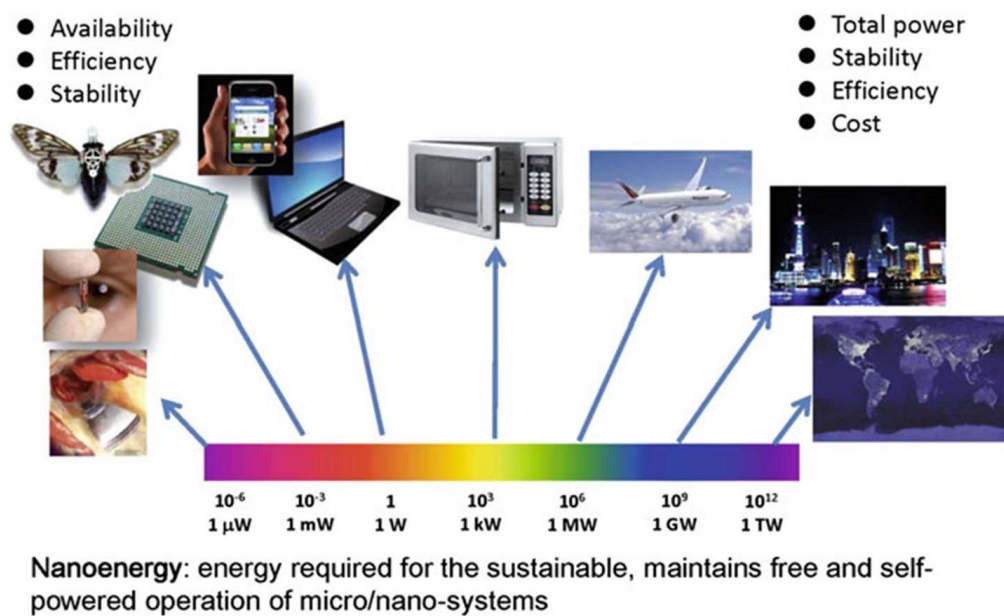 ● Availability
● Efficiency
● Stability
● Total power
● Stability
● Efficiency
● Cost
10⁻⁶ 10⁻³ 1 10³ 10⁶ 10⁹ 10¹²
1 μW 1 mW 1 W 1 kW 1 MW 1 GW 1 TW
Nanoenergy: energy required for the sustainable, maintains free and self-
powered operation of micro/nano-systems